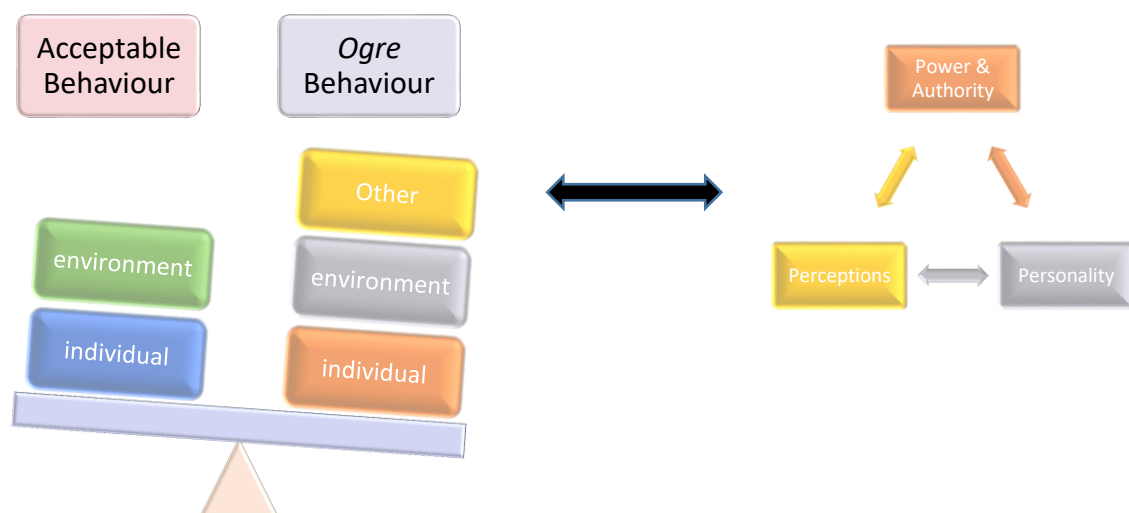 Acceptable
Behaviour
Ogre
Behaviour
Other
environment
environment
individual
individual
Power &
Authority
Perceptions
Personality